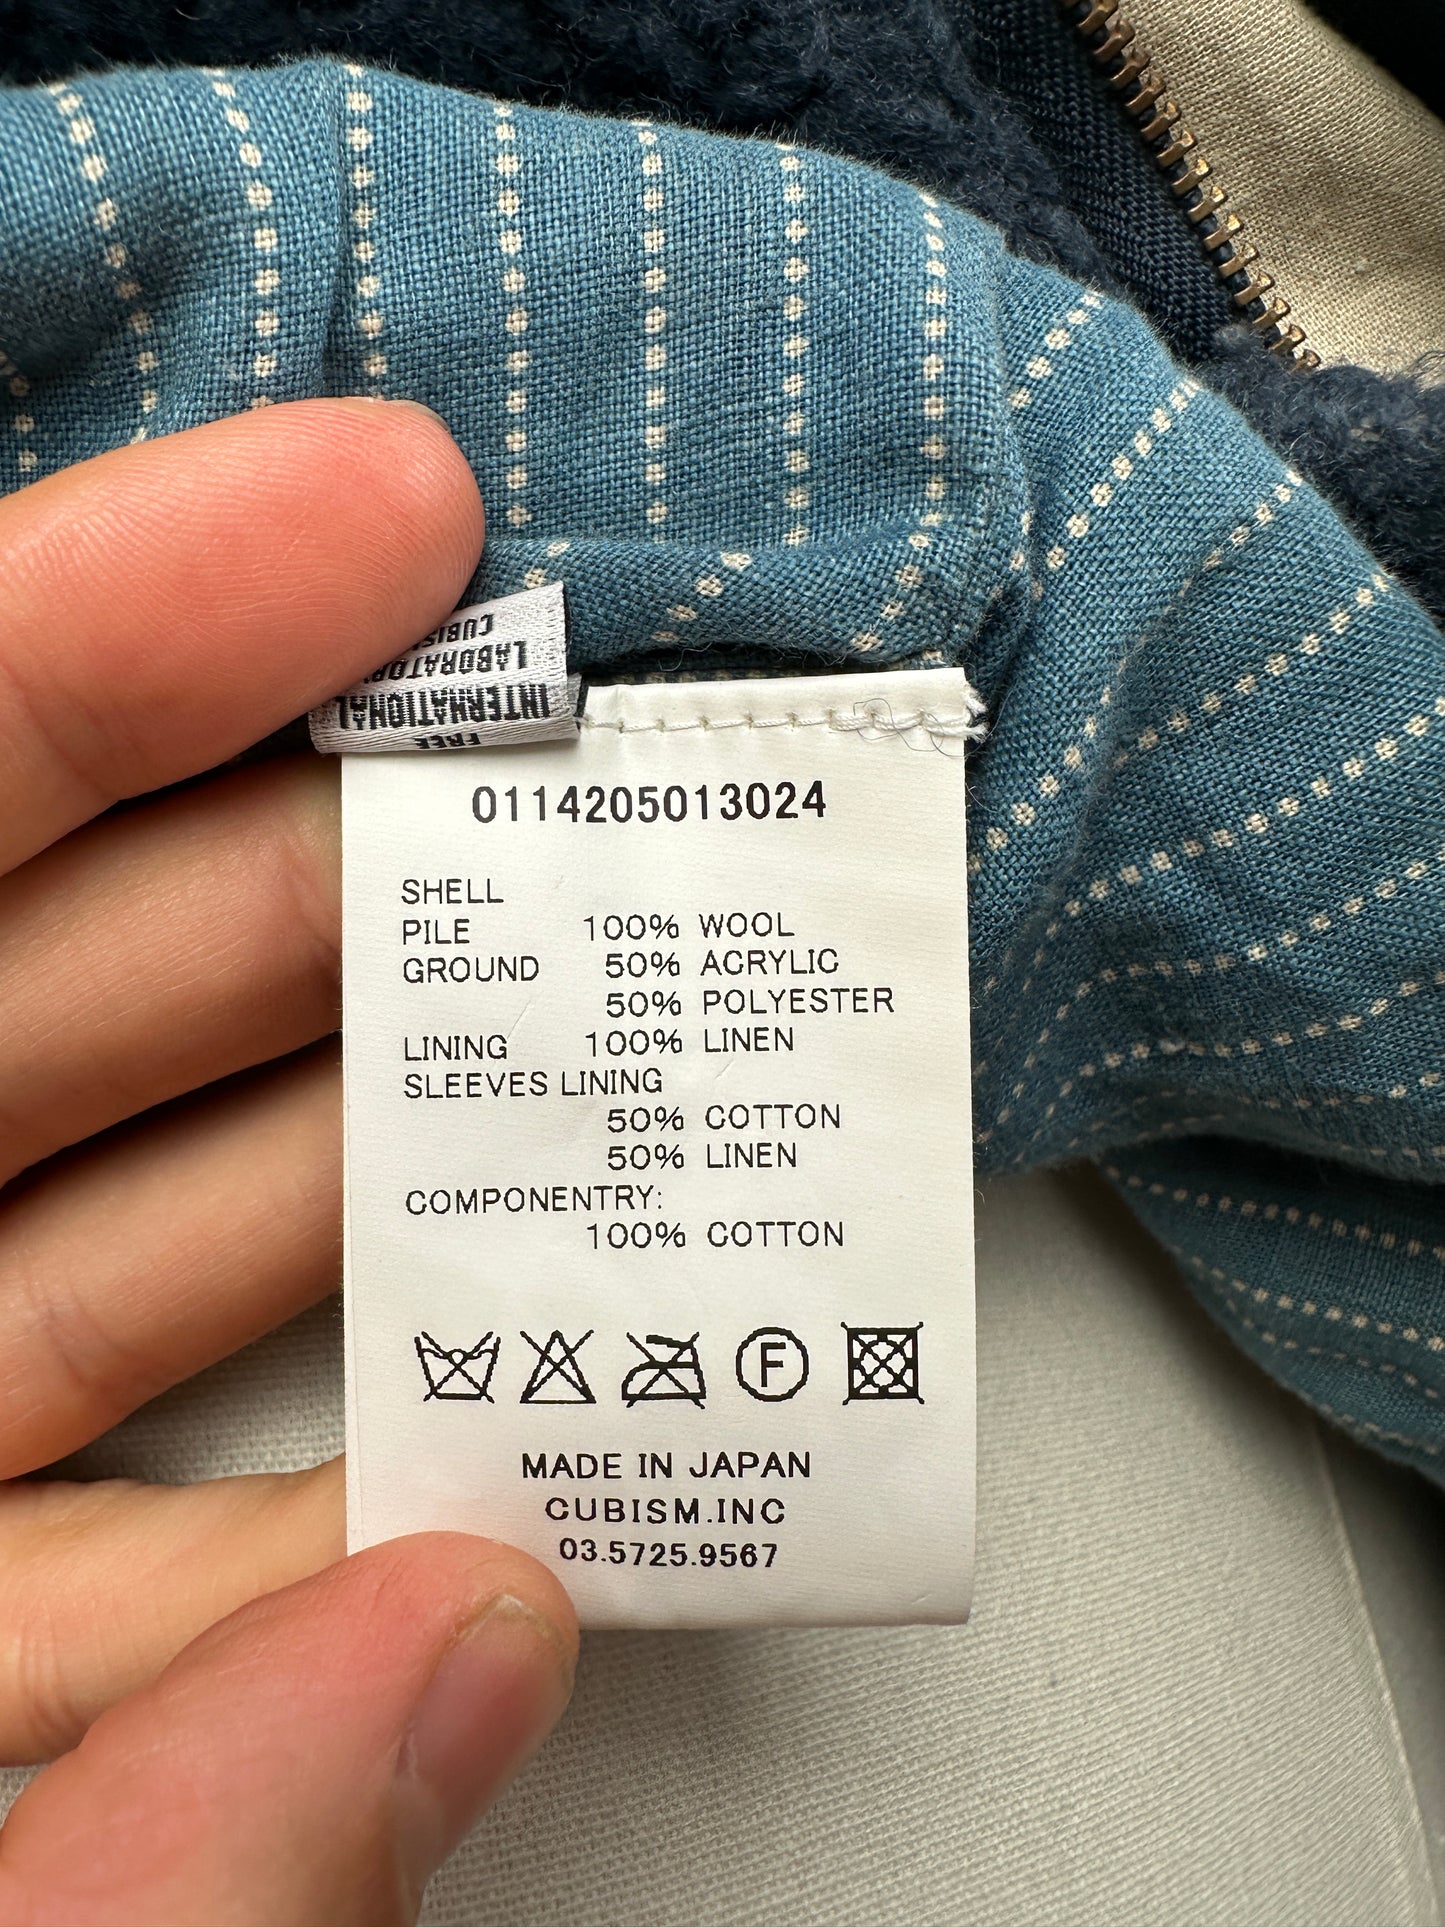 FREE
INTERNATIONAL
LABORATORY
0114205013024
SHELL
PILE 100% WOOL
GROUND 50% ACRYLIC
50% POLYESTER
LINING 100% LINEN
SLEEVES LINING
50% COTTON
50% LINEN
COMPONENTRY:
100% COTTON
F
MADE IN JAPAN
CUBISM.INC
03.5725.9567